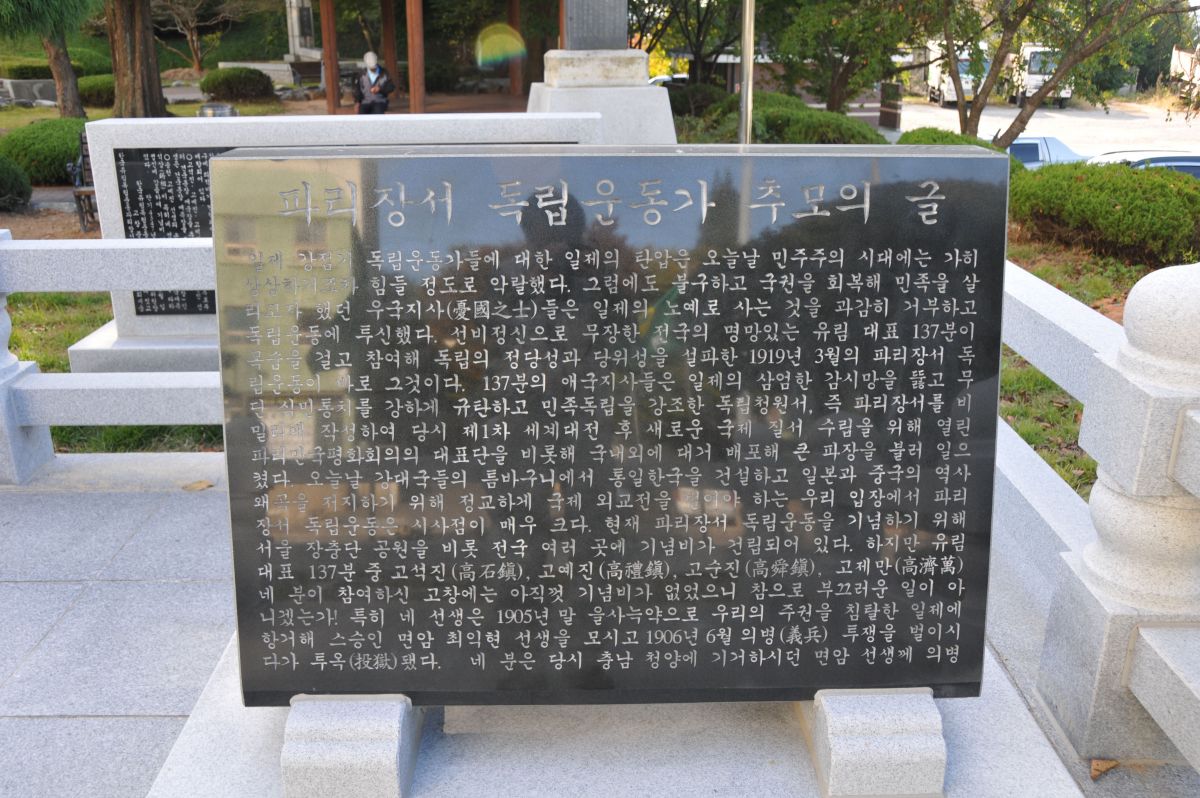 파리장서 독립운동가 추모의 글
일제 강점기 독립운동가들에 대한 일제의 탄압은 오늘날 민주주의 시대에는 가히
상상하기조차 힘들 정도로 악랄했다. 그럼에도 불구하고 국권을 회복해 민족을 살
리고자 했던 우국지사(憂國之士)들은 일제의 노예로 사는 것을 과감히 거부하고
독립운동에 투신했다. 선비정신으로 무장한 전국의 명망있는 유림 대표 137분이
목숨을 걸고 참여해 독립의 정당성과 당위성을 설파한 1919년 3월의 파리장서 독
립운동이 바로 그것이다. 137분의 애국지사들은 일제의 삼엄한 감시망을 뚫고 무
단 식민통치를 강하게 규탄하고 민족독립을 강조한 독립청원서, 즉 파리장서를 비
밀리에 작성하여 당시 제1차 세계대전 후 새로운 국제 질서 수립을 위해 열린
파리만국평화회의의 대표단을 비롯해 국내외에 대거 배포해 큰 파장을 불러 일으
켰다. 오늘날 강대국들의 틈바구니에서 통일한국을 건설하고 일본과 중국의 역사
왜곡을 저지하기 위해 정교하게 국제 외교전을 벌여야 하는 우리 입장에서 파리
장서 독립운동은 시사점이 매우 크다. 현재 파리장서 독립운동을 기념하기 위해
서울 장충단 공원을 비롯 전국 여러 곳에 기념비가 건립되어 있다. 하지만 유림
대표 137분 중 고석진(高石鎭), 고예진(高禮鎭), 고순진(高舜鎭), 고제만(高濟萬)
네 분이 참여하신 고창에는 아직껏 기념비가 없었으니 참으로 부끄러운 일이 아
니겠는가! 특히 네 선생은 1905년 말 을사늑약으로 우리의 주권을 침탈한 일제에
항거해 스승인 면암 최익현 선생을 모시고 1906년 6월 의병(義兵) 투쟁을 벌이시
다가 투옥(投獄)됐다. 네 분은 당시 충남 청양에 기거하시던 면암 선생께 의병